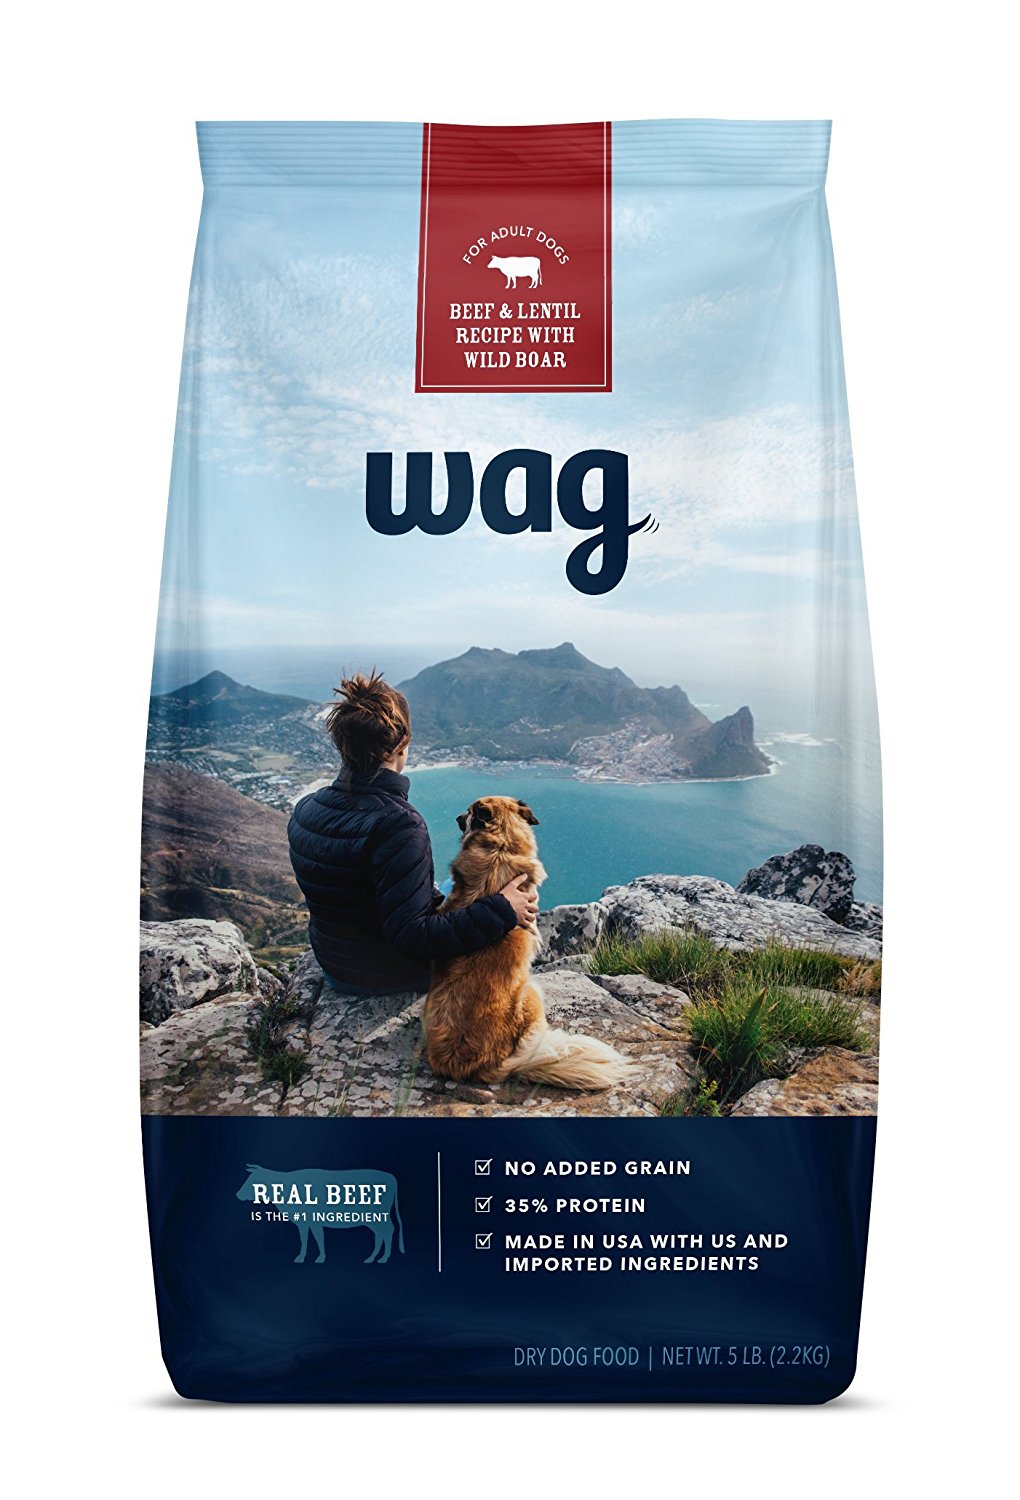 FOR ADULT DOGS
BEEF & LENTIL
RECIPE WITH
WILD BOAR
wag
REAL BEEF
IS THE #1 INGREDIENT
NO ADDED GRAIN
35% PROTEIN
MADE IN USA WITH US AND
IMPORTED INGREDIENTS
DRY DOG FOOD | NET WT. 5 LB. (2.2KG)